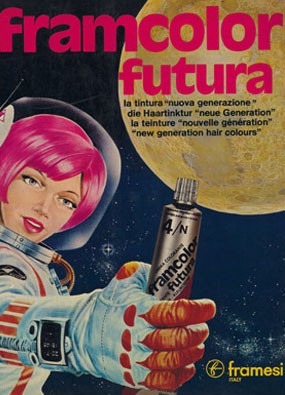 framcolor
futura
la tintura "nuova generazione"
die Haartinktur "neue Generation"
la teinture "nouvelle génération"
"new generation hair colours"
4/N
framcolor
futura
framesi
ITALY